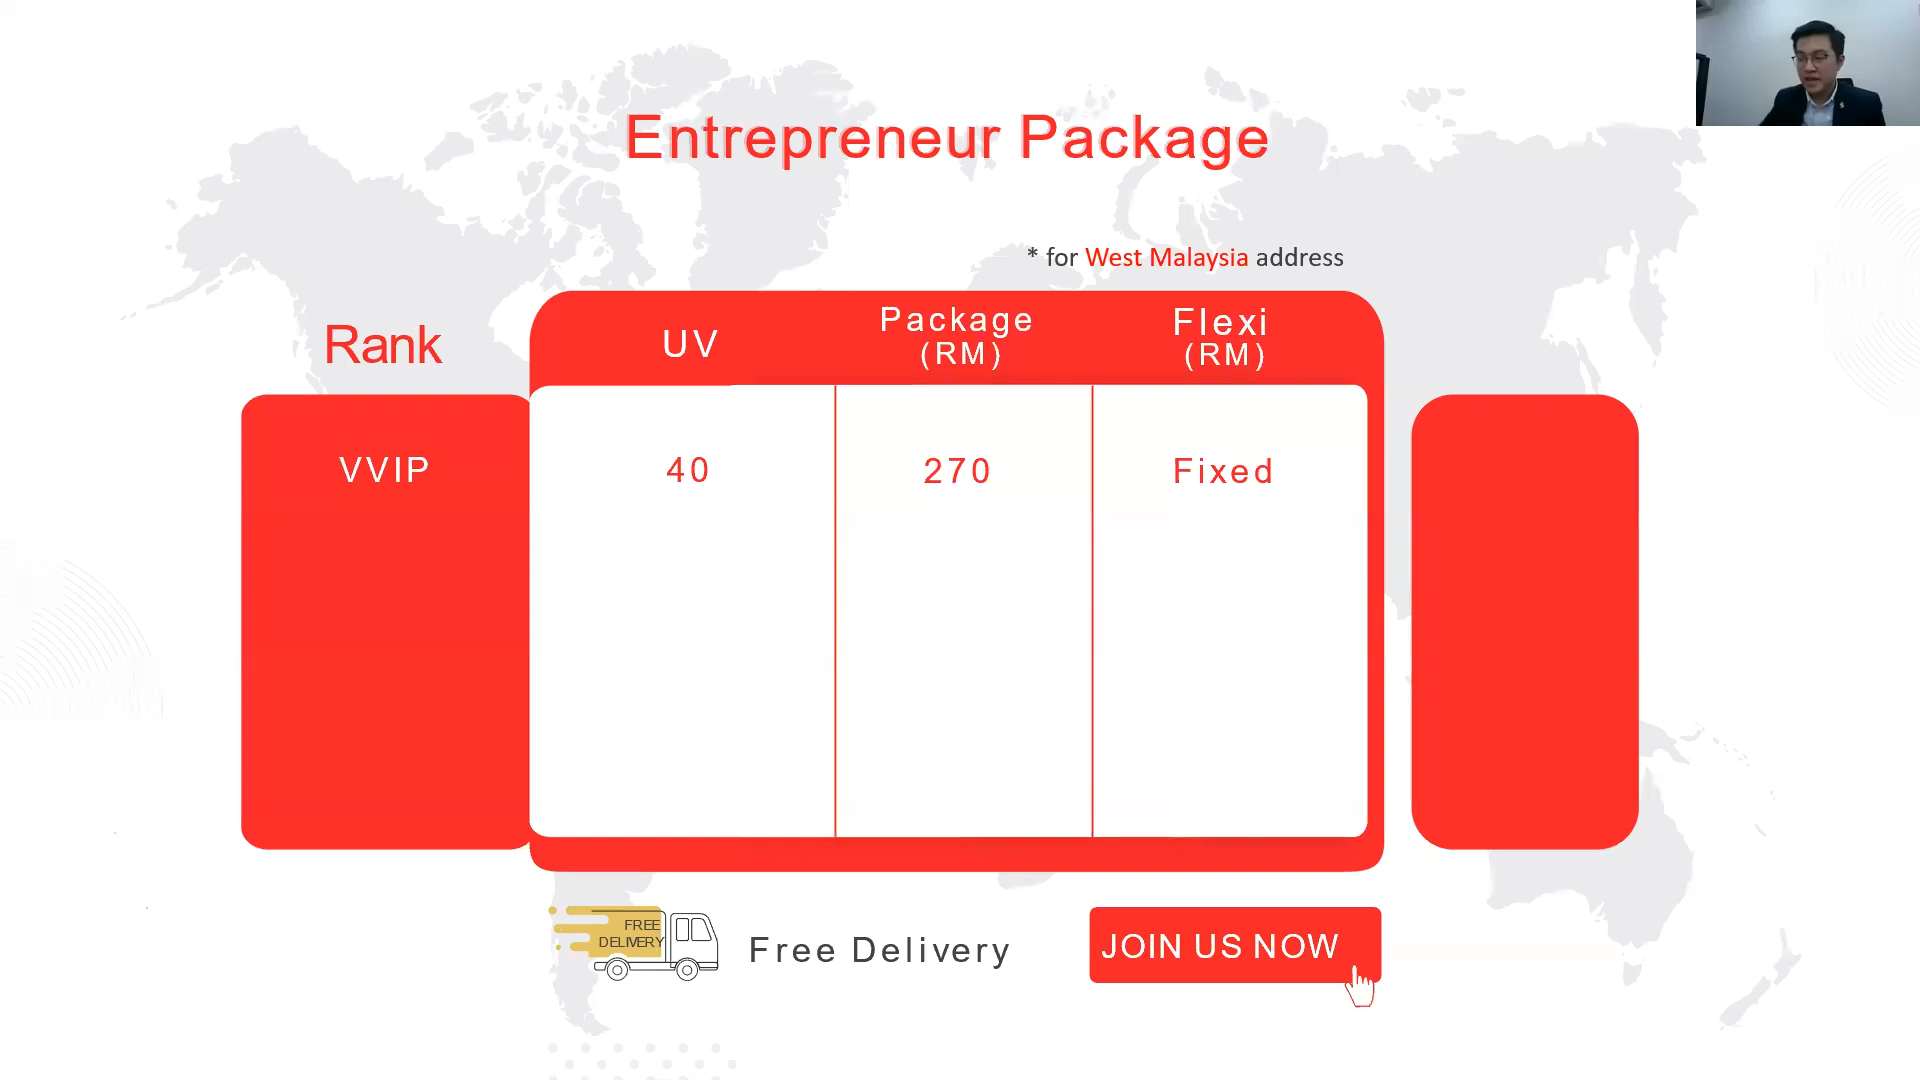 Entrepreneur Package
* for West Malaysia address
Rank
UV
Package
(RM)
Flexi
(RM)
VVIP
40
270
Fixed
FREE
DELIVERY
Free Delivery
JOIN US NOW